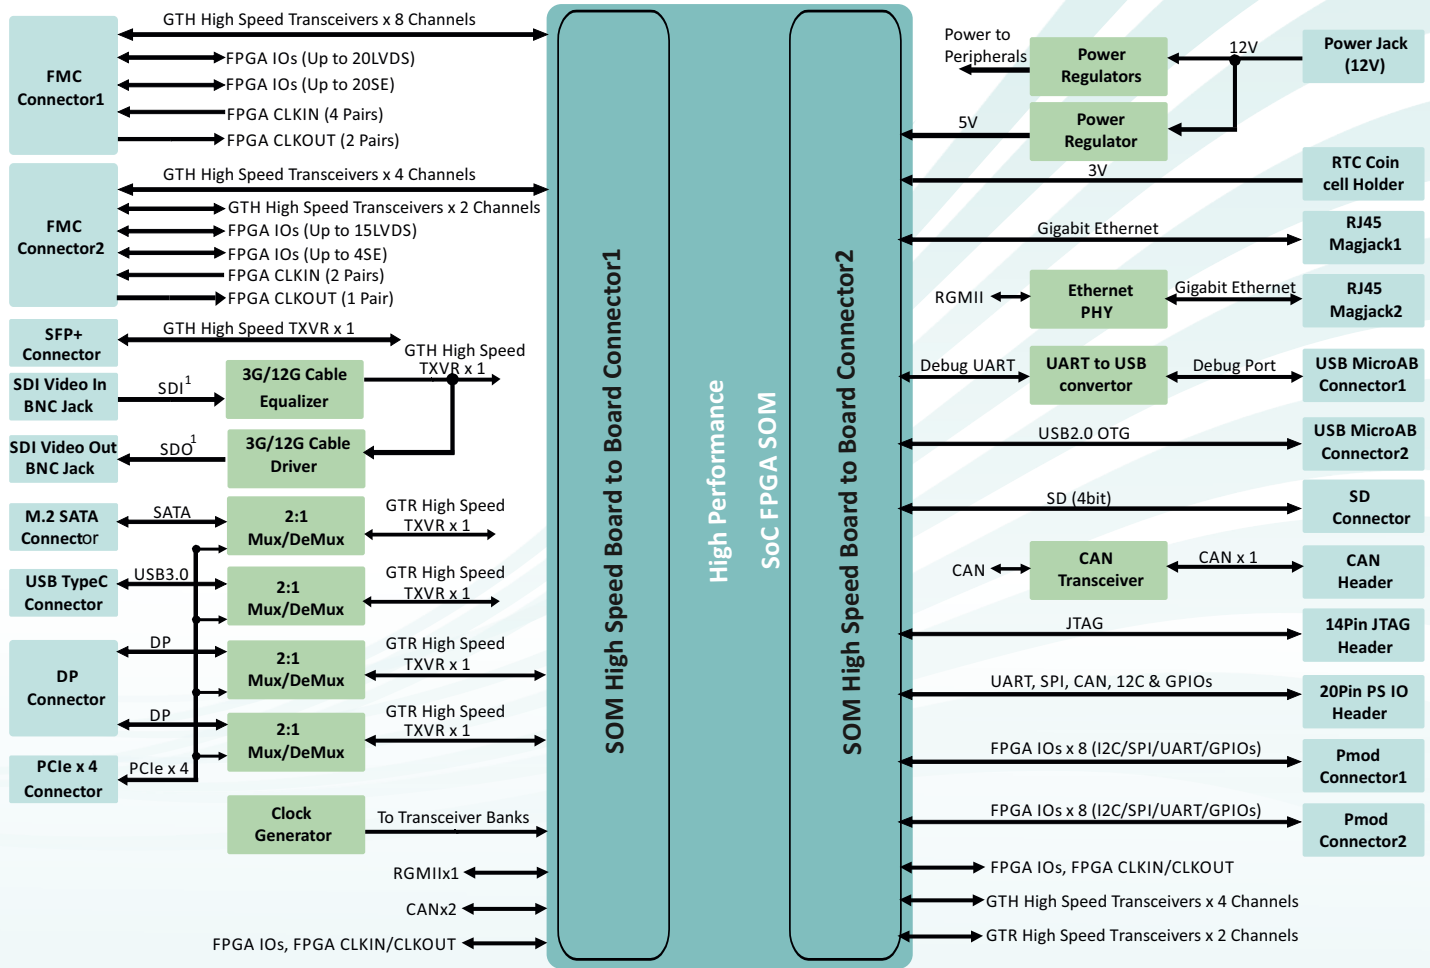 FMC
Connector1
GTH High Speed Transceivers x 8 Channels
FPGA IOs (Up to 20LVDS)
FPGA IOs (Up to 20SE)
FPGA CLKIN (4 Pairs)
FPGA CLKOUT (2 Pairs)
FMC
Connector2
GTH High Speed Transceivers x 4 Channels
GTH High Speed Transceivers x 2 Channels
FPGA IOs (Up to 15LVDS)
FPGA IOs (Up to 4SE)
FPGA CLKIN (2 Pairs)
FPGA CLKOUT (1 Pair)
SFP+
Connector
GTH High Speed TXVR x 1
SDI Video In
BNC Jack
SDI1
3G/12G Cable
Equalizer
GTH High Speed
TXVR x 1
SDI Video Out
BNC Jack
SDO1
3G/12G Cable
Driver
M.2 SATA
Connector
SATA
2:1
Mux/DeMux
GTR High Speed
TXVR x 1
USB TypeC
Connector
USB3.0
2:1
Mux/DeMux
GTR High Speed
TXVR x 1
DP
Connector
DP
2:1
Mux/DeMux
GTR High Speed
TXVR x 1
DP
2:1
Mux/DeMux
GTR High Speed
TXVR x 1
PCIe x 4
Connector
PCIe x 4
Clock
Generator
To Transceiver Banks
RGMIIx1
CANx2
FPGA IOs, FPGA CLKIN/CLKOUT
SOM High Speed Board to Board Connector1
High Performance
SoC FPGA SOM
SOM High Speed Board to Board Connector2
Power to
Peripherals
Power
Regulators
12V
Power Jack
(12V)
5V
Power
Regulator
3V
RTC Coin
cell Holder
Gigabit Ethernet
RJ45
Magjack1
RGMII
Ethernet
PHY
Gigabit Ethernet
RJ45
Magjack2
Debug UART
UART to USB
convertor
Debug Port
USB MicroAB
Connector1
USB2.0 OTG
USB MicroAB
Connector2
SD (4bit)
SD
Connector
CAN
CAN
Transceiver
CAN x 1
CAN
Header
JTAG
14Pin JTAG
Header
UART, SPI, CAN, 12C & GPIOs
20Pin PS IO
Header
FPGA IOs x 8 (I2C/SPI/UART/GPIOs)
Pmod
Connector1
FPGA IOs x 8 (I2C/SPI/UART/GPIOs)
Pmod
Connector2
FPGA IOs, FPGA CLKIN/CLKOUT
GTH High Speed Transceivers x 4 Channels
GTR High Speed Transceivers x 2 Channels